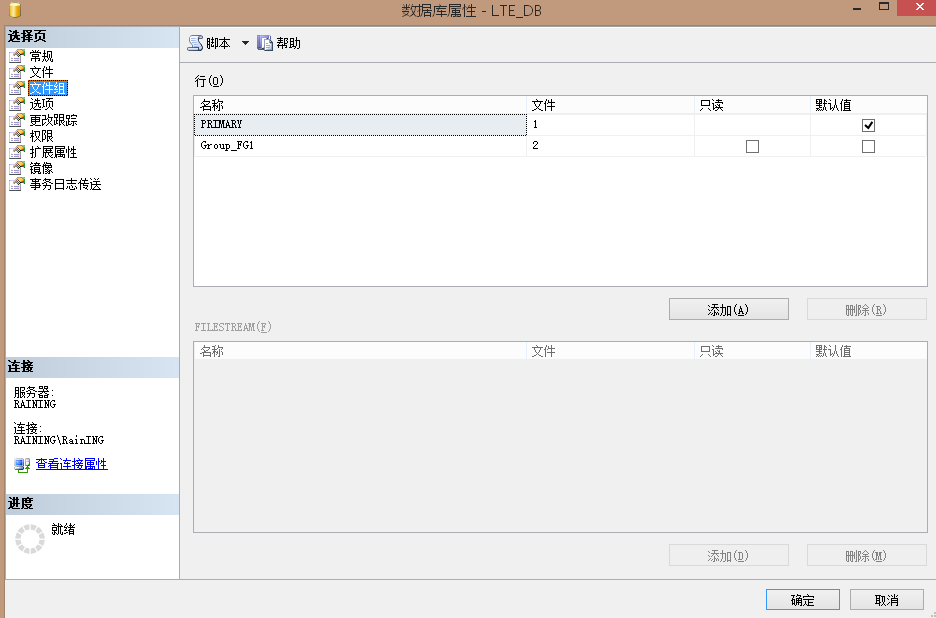 数据库属性 - LTE_DB
选择页
常规
文件
文件组
选项
更改跟踪
权限
扩展属性
镜像
事务日志传送
脚本 帮助
行(O)
名称 文件 只读 默认值
PRIMARY 1
Group_FG1 2
添加(A) 删除(R)
FILESTREAM(F)
名称 文件 只读 默认值
添加(D) 删除(M)
连接
服务器:
RAINING
连接:
RAINING\RainING
查看连接属性
进度
就绪
确定 取消